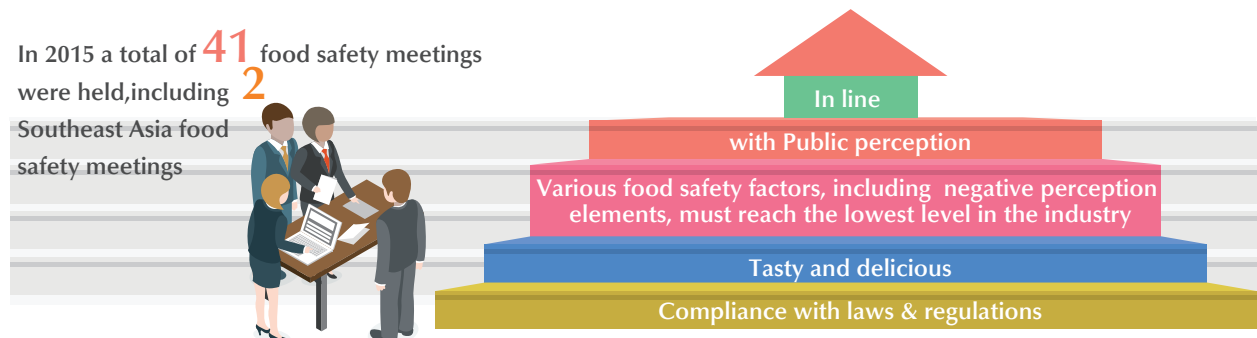 In 2015 a total of 41 food safety meetings
were held,including 2
Southeast Asia food
safety meetings
In line
with Public perception
Various food safety factors, including negative perception
elements, must reach the lowest level in the industry
Tasty and delicious
Compliance with laws & regulations